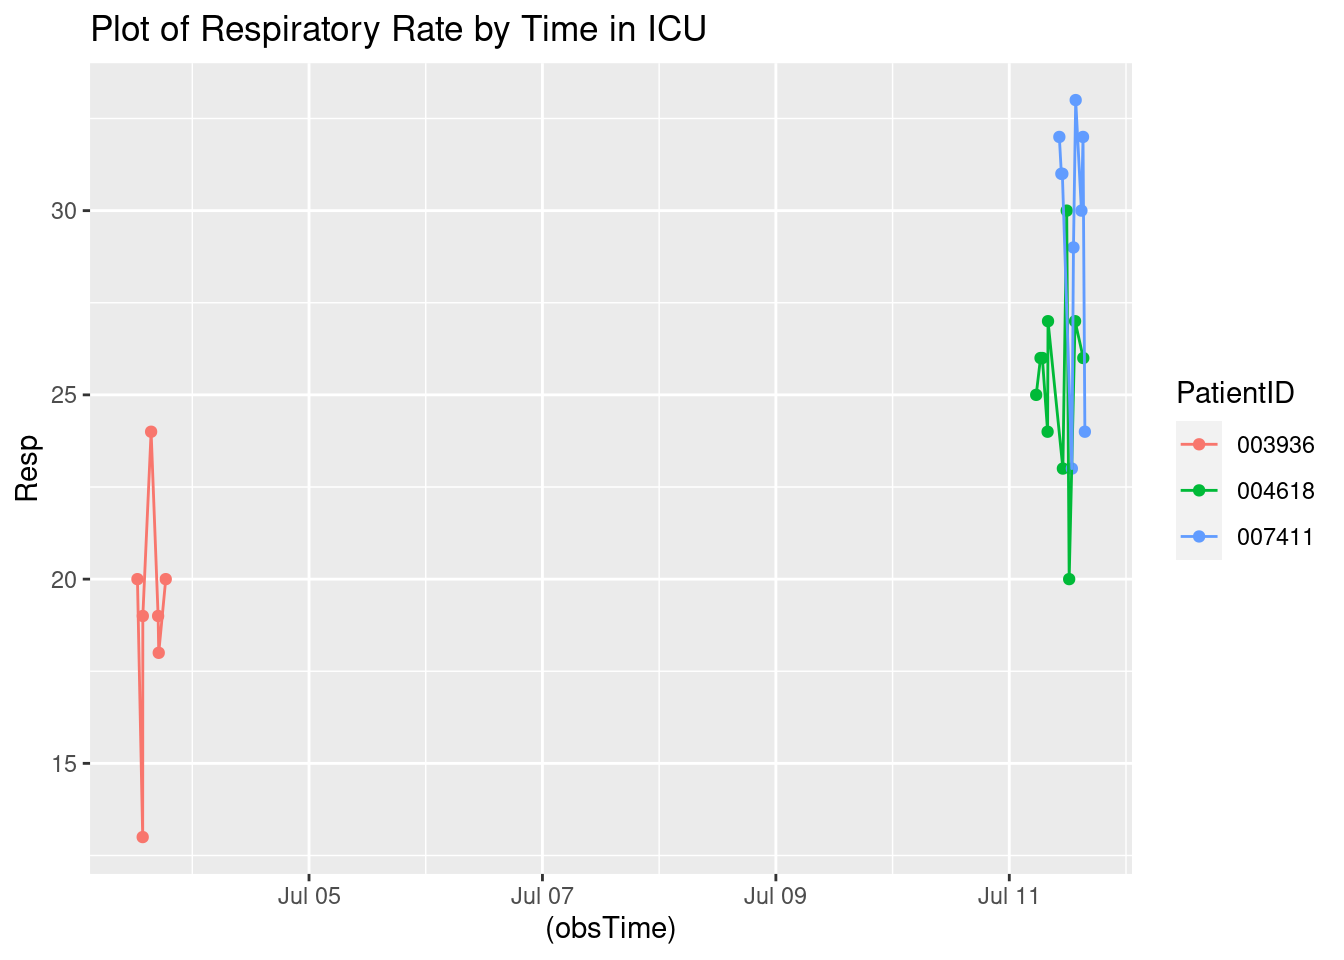 Plot of Respiratory Rate by Time in ICU
30
25
20
15
Resp
Jul 05 Jul 07 Jul 09 Jul 11
(obsTime)
PatientID
003936
004618
007411